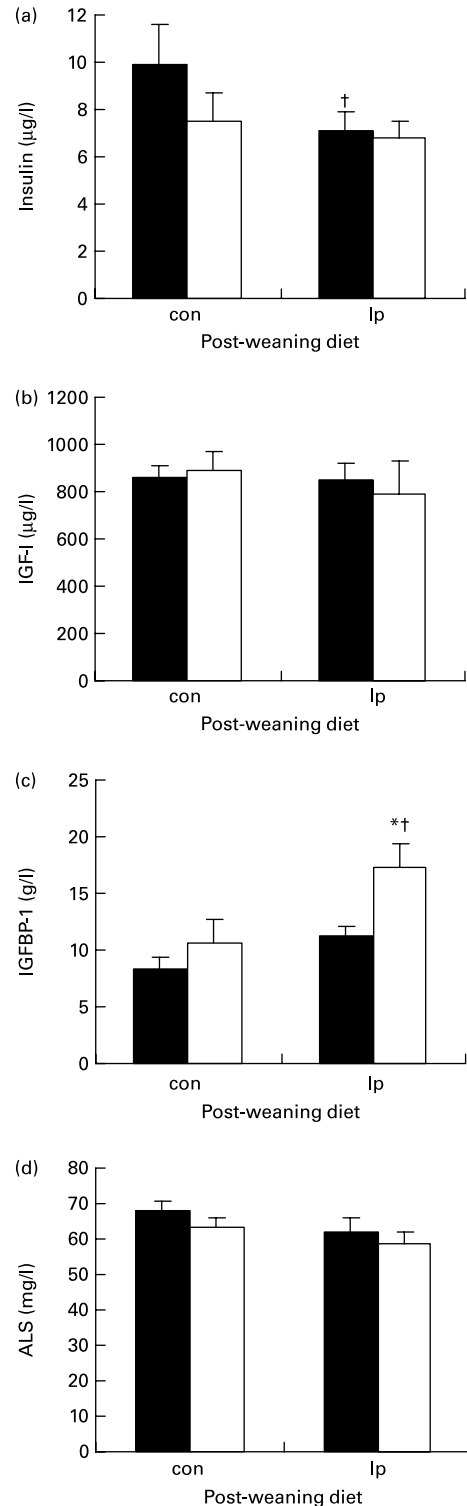 (a)
12
10
8
6
4
2
0
Insulin (μg/l)
†
con
lp
Post-weaning diet
(b)
1200
1000
800
600
400
200
0
IGF-I (μg/l)
con
lp
Post-weaning diet
(c)
25
20
15
10
5
0
IGFBP-1 (g/l)
*†
con
lp
Post-weaning diet
(d)
80
70
60
50
40
30
20
10
0
ALS (mg/l)
con
lp
Post-weaning diet